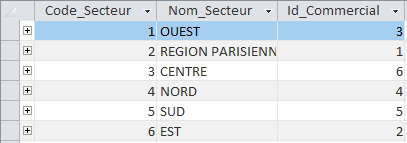 Code_Secteur Nom_Secteur Id_Commercial
1 OUEST 3
2 REGION PARISIENN 1
3 CENTRE 6
4 NORD 4
5 SUD 5
6 EST 2